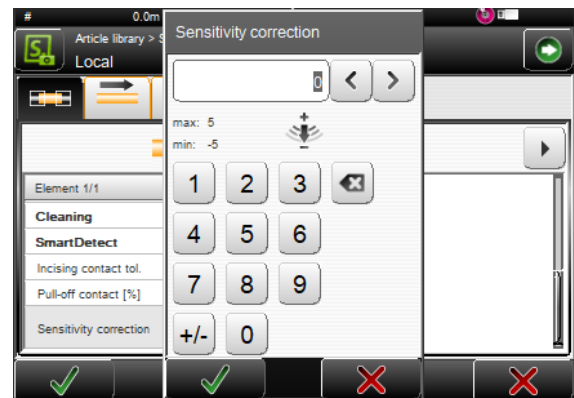 # 0.0m
Article library > S
Local
Element 1/1
Cleaning
SmartDetect
Incising contact tol.
Pull-off contact [%]
Sensitivity correction
Sensitivity correction
0
max: 5
min: -5
1 2 3
4 5 6
7 8 9
+/- 0